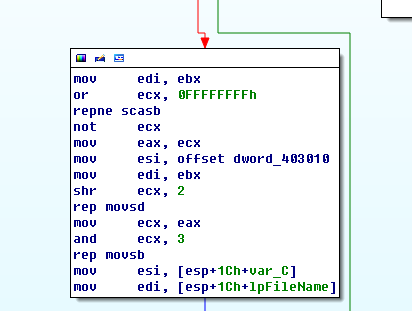 mov edi, ebx
or ecx, 0FFFFFFFFh
repne scasb
not ecx
mov eax, ecx
mov esi, offset dword_403010
mov edi, ebx
shr ecx, 2
rep movsd
mov ecx, eax
and ecx, 3
rep movsb
mov esi, [esp+1Ch+var_C]
mov edi, [esp+1Ch+lpFileName]